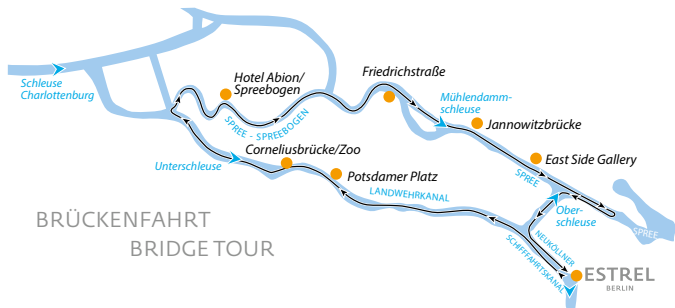 Schleuse
Charlottenburg
Hotel Abion/
Spreebogen
Friedrichstraße
Mühlendamm-
schleuse
Jannowitzbrücke
SPREE - SPREEBOGEN
Unterschleuse
Corneliusbrücke/Zoo
Potsdamer Platz
LANDWEHRKANAL
East Side Gallery
SPREE
Ober-
schleuse
SPREE
NEUKÖLLNER
SCHIFFFAHRTSKANAL
BRÜCKENFAHRT
BRIDGE TOUR
ESTREL
BERLIN